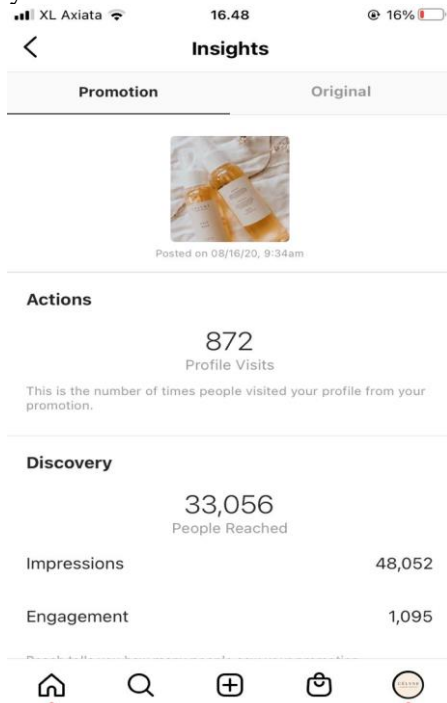 XL Axiata 16.48 16%
Insights
Promotion Original
Posted on 08/16/20, 9:34am
Actions
872
Profile Visits
This is the number of times people visited your profile from your
promotion.
Discovery
33,056
People Reached
Impressions 48,052
Engagement 1,095